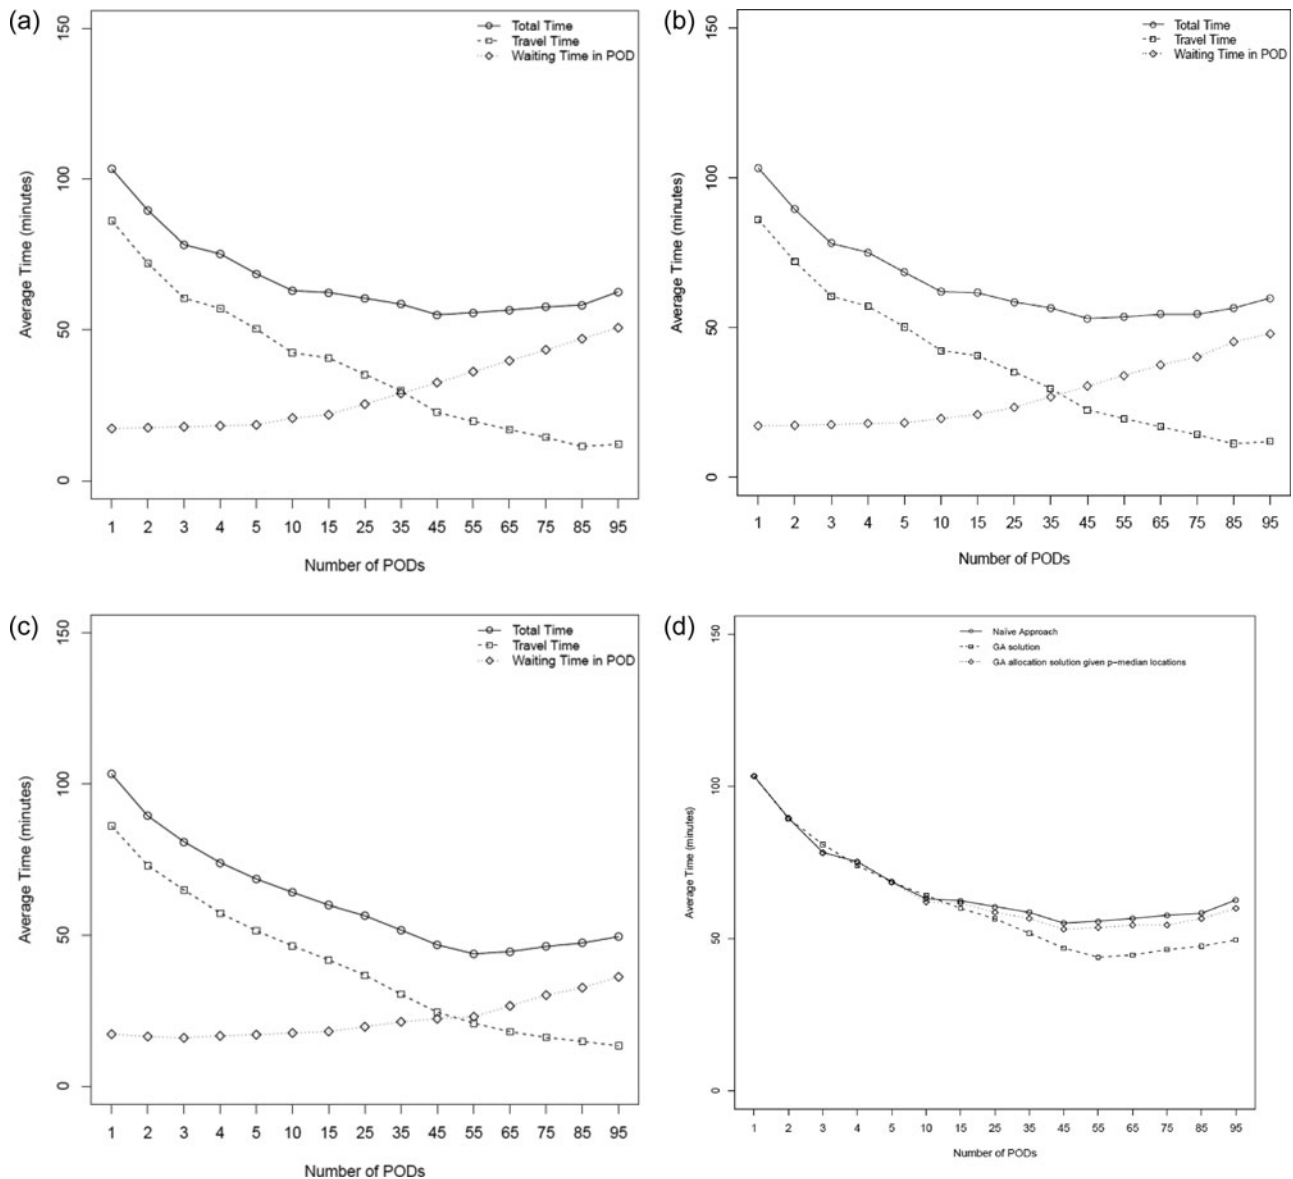 (a)
Total Time
Travel Time
Waiting Time in POD
Average Time (minutes)
150
100
50
0
1 2 3 4 5 10 15 25 35 45 55 65 75 85 95
Number of PODs
(b)
Total Time
Travel Time
Waiting Time in POD
Average Time (minutes)
150
100
50
0
1 2 3 4 5 10 15 25 35 45 55 65 75 85 95
Number of PODs
(c)
Total Time
Travel Time
Waiting Time in POD
Average Time (minutes)
150
100
50
0
1 2 3 4 5 10 15 25 35 45 55 65 75 85 95
Number of PODs
(d)
Naïve Approach
GA solution
GA allocation solution given p-median locations
Average Time (minutes)
150
100
50
0
1 2 3 4 5 10 15 25 35 45 55 65 75 85 95
Number of PODs